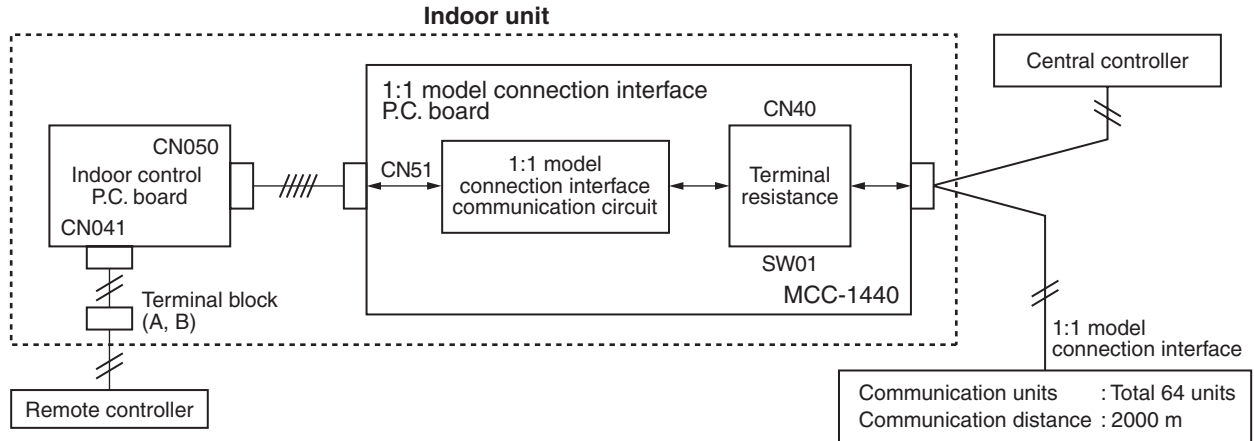 Indoor unit
Central controller
1:1 model connection interface
P.C. board
CN40
CN050
Indoor control
P.C. board
CN041
CN51
1:1 model
connection interface
communication circuit
Terminal
resistance
SW01
MCC-1440
Terminal block
(A, B)
1:1 model
connection interface
Remote controller
Communication units : Total 64 units
Communication distance : 2000 m